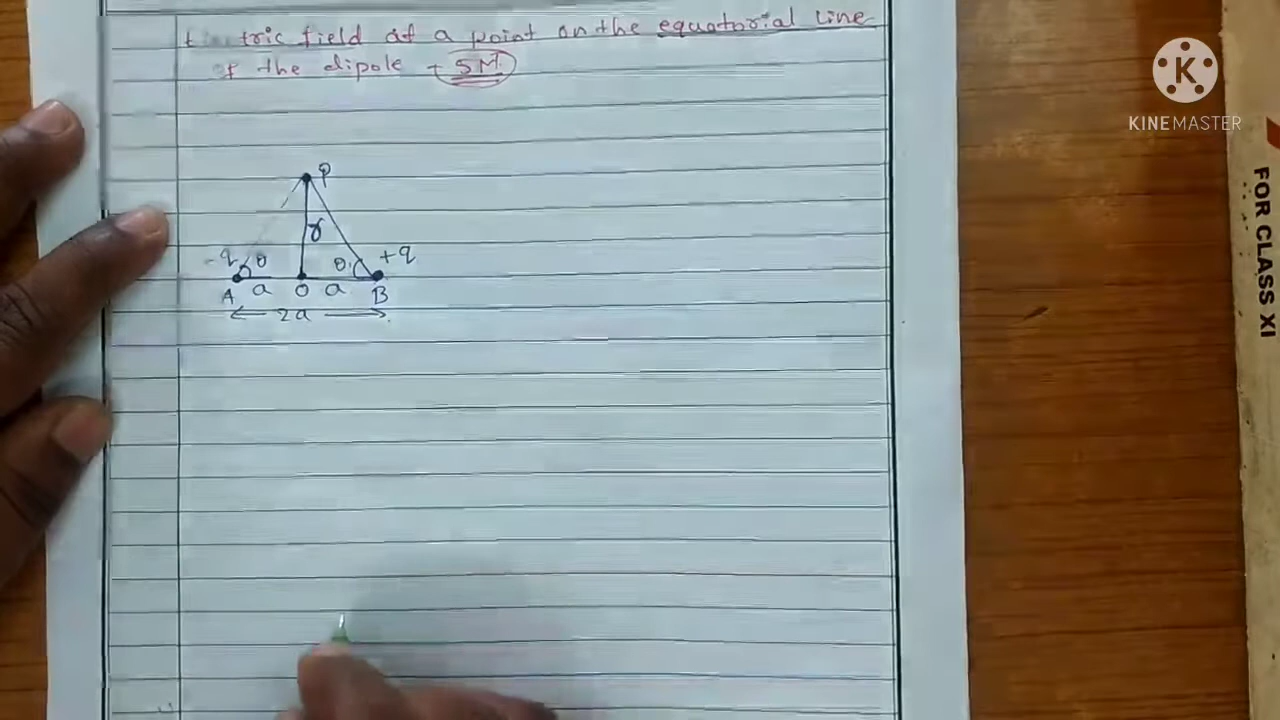 tric field at a point on the equatorial line
of the dipole - 5M
P
r
-q θ
θ +q
A a O a B
2a
K
KINEMASTER
FOR CLASS XI